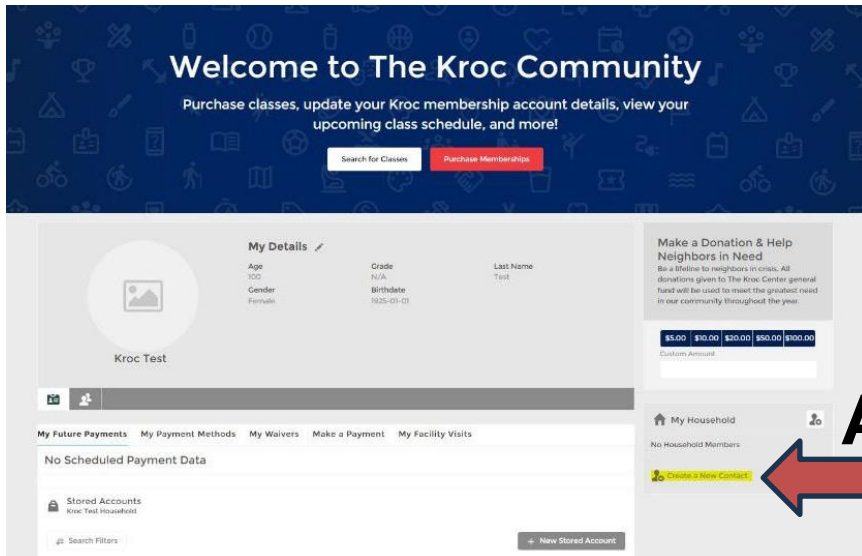 Welcome to The Kroc Community
Purchase classes, update your Kroc membership account details, view your
upcoming class schedule, and more!
Search for Classes
Purchase Memberships
My Details
Age
Grade
Last Name
100
N/A
Test
Gender
Birthdate
Female
1925-01-01
Kroc Test
My Future Payments
My Payment Methods
My Waivers
Make a Payment
My Facility Visits
No Scheduled Payment Data
Stored Accounts
Kroc Test Household
Search Filters
+ New Stored Account
Make a Donation & Help
Neighbors in Need
Be a lifeline to neighbors in crisis. All
donations given to The Kroc Center general
fund will be used to meet the greatest need
in our community throughout the year.
$5.00 $10.00 $20.00 $50.00 $100.00
Custom Amount
My Household
No Household Members
Create a New Contact
A